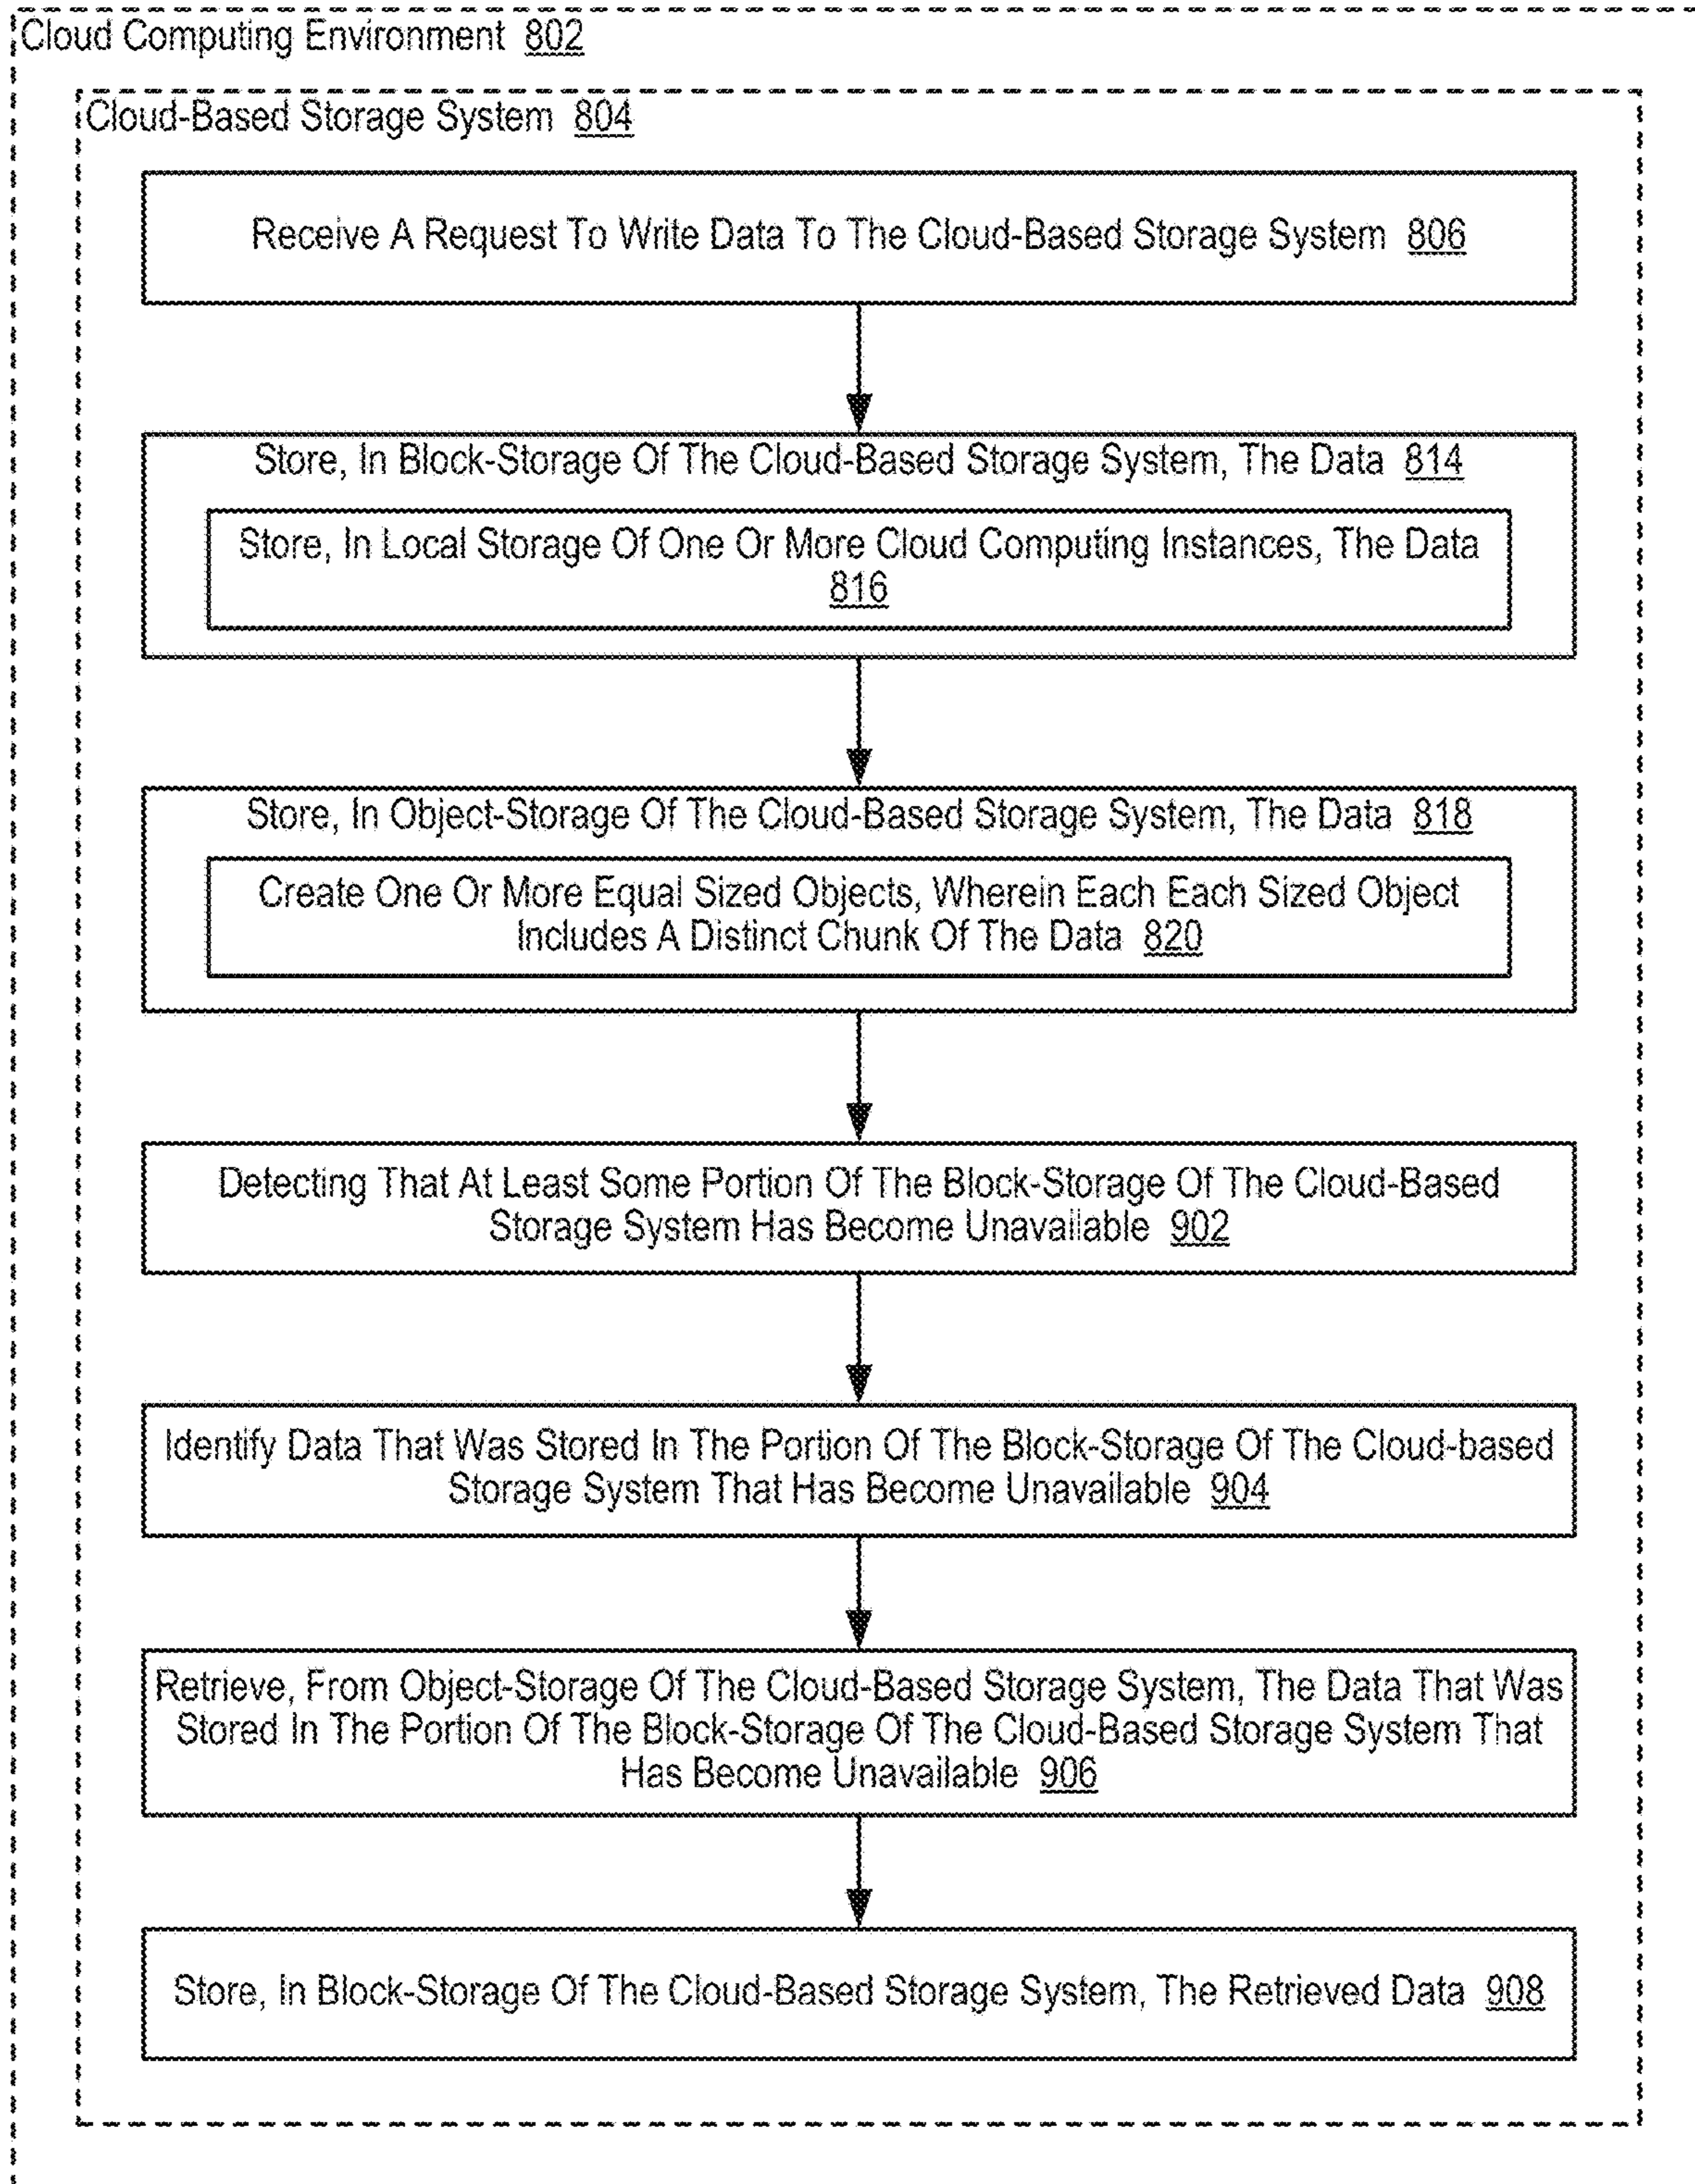 Cloud Computing Environment 802
Cloud-Based Storage System 804
Receive A Request To Write Data To The Cloud-Based Storage System 806
Store, In Block-Storage Of The Cloud-Based Storage System, The Data 814
Store, In Local Storage Of One Or More Cloud Computing Instances, The Data
816
Store, In Object-Storage Of The Cloud-Based Storage System, The Data 818
Create One Or More Equal Sized Objects, Wherein Each Each Sized Object
Includes A Distinct Chunk Of The Data 820
Detecting That At Least Some Portion Of The Block-Storage Of The Cloud-Based
Storage System Has Become Unavailable 902
Identify Data That Was Stored In The Portion Of The Block-Storage Of The Cloud-based
Storage System That Has Become Unavailable 904
Retrieve, From Object-Storage Of The Cloud-Based Storage System, The Data That Was
Stored In The Portion Of The Block-Storage Of The Cloud-Based Storage System That
Has Become Unavailable 906
Store, In Block-Storage Of The Cloud-Based Storage System, The Retrieved Data 908